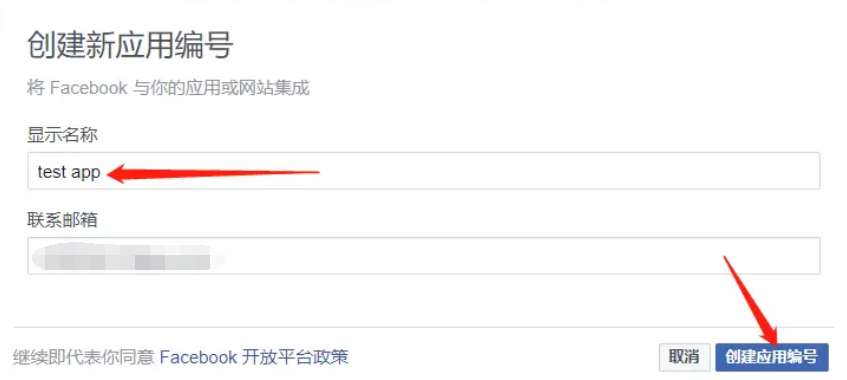 创建新应用编号
将 Facebook 与你的应用或网站集成
显示名称
test app
联系邮箱
继续即代表你同意 Facebook 开放平台政策
取消 创建应用编号